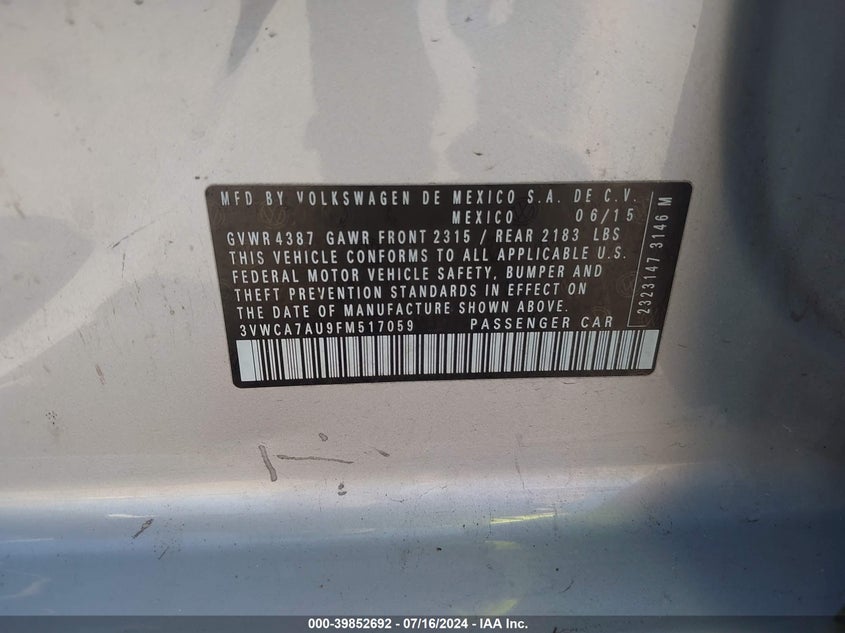 MFD BY VOLKSWAGEN DE MEXICO S.A. DE C.V.
MEXICO 06/15
GVWR 4387 GAWR FRONT 2315 / REAR 2183 LBS
THIS VEHICLE CONFORMS TO ALL APPLICABLE U.S.
FEDERAL MOTOR VEHICLE SAFETY, BUMPER AND
THEFT PREVENTION STANDARDS IN EFFECT ON
THE DATE OF MANUFACTURE SHOWN ABOVE.
3VWCA7AU9FM517059 PASSENGER CAR
2323147 3146 M
000-39852692 - 07/16/2024 - IAA Inc.